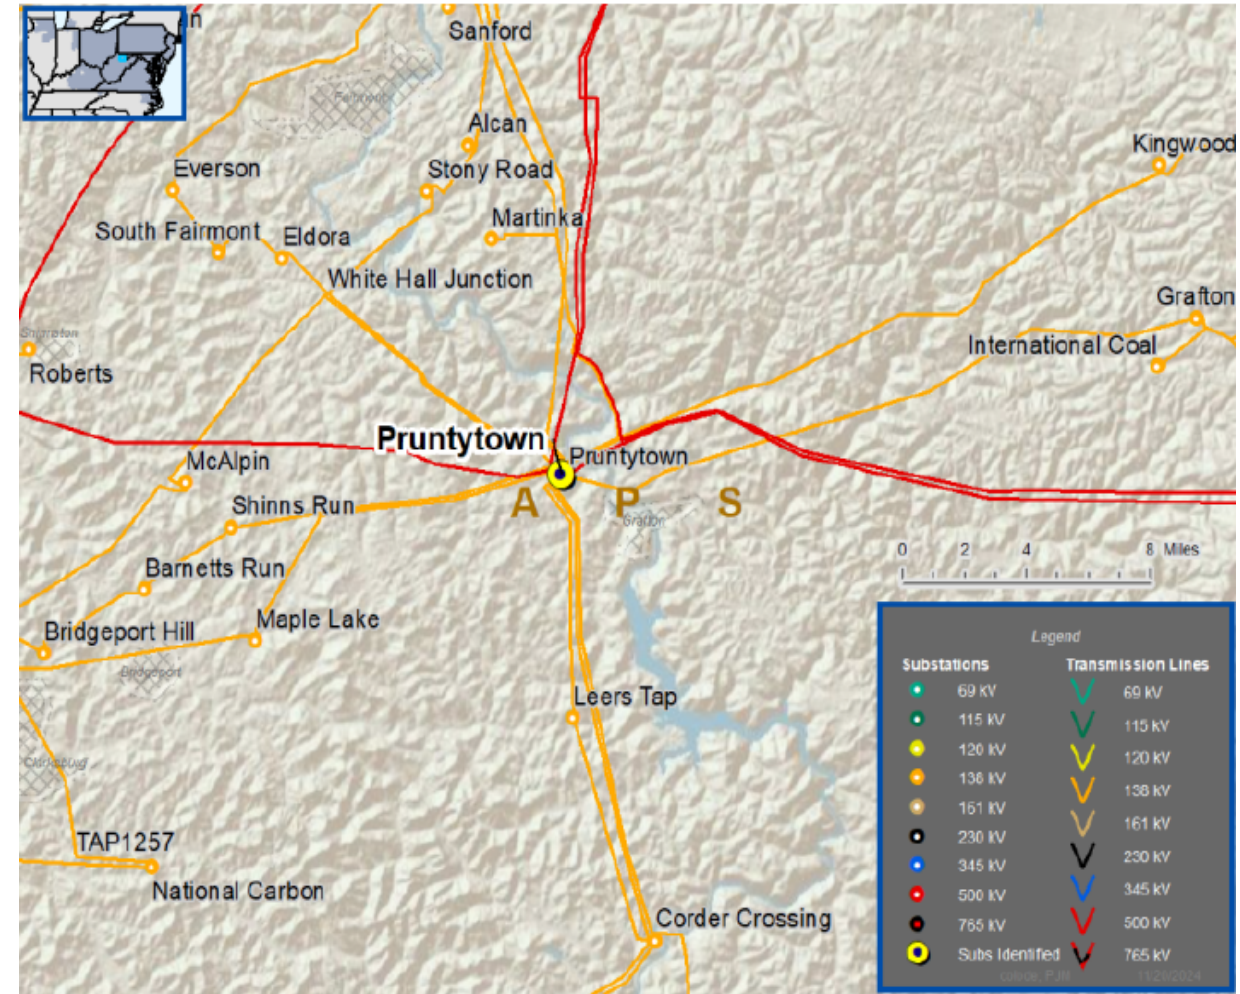 Sanford
Alcan
Kingwood
Everson
Stony Road
Martinka
South Fairmont
Eldora
White Hall Junction
Grafton
International Coal
Roberts
Pruntytown
Pruntytown
McAlpin
A P S
Shinns Run
Grafton
0 2 4 8 Miles
Barnetts Run
Maple Lake
Bridgeport Hill
Bridgeport
Leers Tap
Clarksburg
TAP1257
National Carbon
Corder Crossing
Legend
Substations
69 kV
115 kV
120 kV
138 kV
161 kV
230 kV
345 kV
500 kV
765 kV
Subs Identified
Transmission Lines
69 kV
115 kV
120 kV
138 kV
161 kV
230 kV
345 kV
500 kV
765 kV